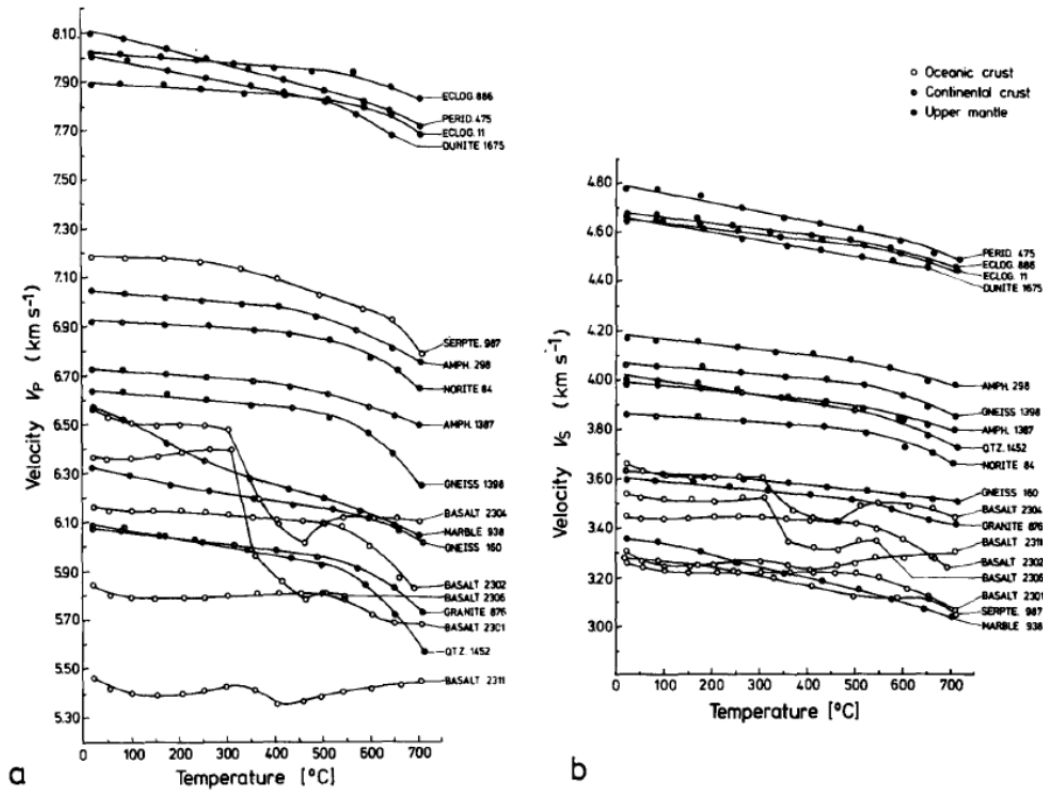 8.10
7.90
7.70
7.50
7.30
7.10
6.90
6.70
6.50
6.30
6.10
5.90
5.70
5.50
5.30
Velocity Vp (km s⁻¹)
ECLOG. 886
PERID. 475
ECLOG. 11
DUNITE 1675
SERPTE. 987
AMPH. 298
NORITE 84
AMPH. 1387
GNEISS 1398
BASALT 2304
MARBLE 938
GNEISS 160
BASALT 2302
BASALT 2306
GRANITE 876
BASALT 2301
QTZ. 1452
BASALT 2311
0 100 200 300 400 500 600 700
Temperature [°C]
a
○ Oceanic crust
● Continental crust
● Upper mantle
4.80
4.60
4.40
4.20
4.00
3.80
3.60
3.40
3.20
3.00
Velocity Vs (km s⁻¹)
PERID. 475
ECLOG. 886
ECLOG. 11
DUNITE 1675
AMPH. 298
GNEISS 1398
AMPH. 1387
QTZ. 1452
NORITE 84
GNEISS 160
BASALT 2304
GRANITE 876
BASALT 2311
BASALT 2302
BASALT 2306
BASALT 2301
SERPTE. 987
MARBLE 938
0 100 200 300 400 500 600 700
Temperature [°C]
b